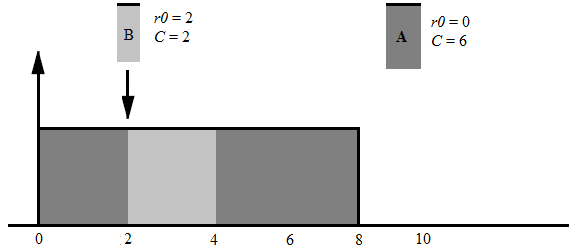 B
r0 = 2
C = 2
A
r0 = 0
C = 6
0 2 4 6 8 10